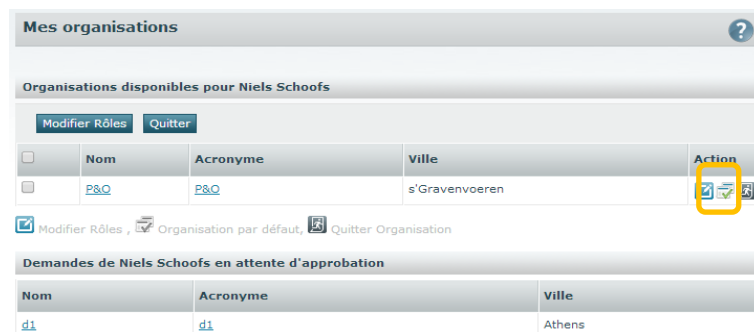 Mes organisations
?
Organisations disponibles pour Niels Schoofs
Modifier Rôles Quitter
Nom Acronyme Ville Action
P&O P&O s'Gravenvoeren
Modifier Rôles , Organisation par défaut, Quitter Organisation
Demandes de Niels Schoofs en attente d'approbation
Nom Acronyme Ville
d1 d1 Athens